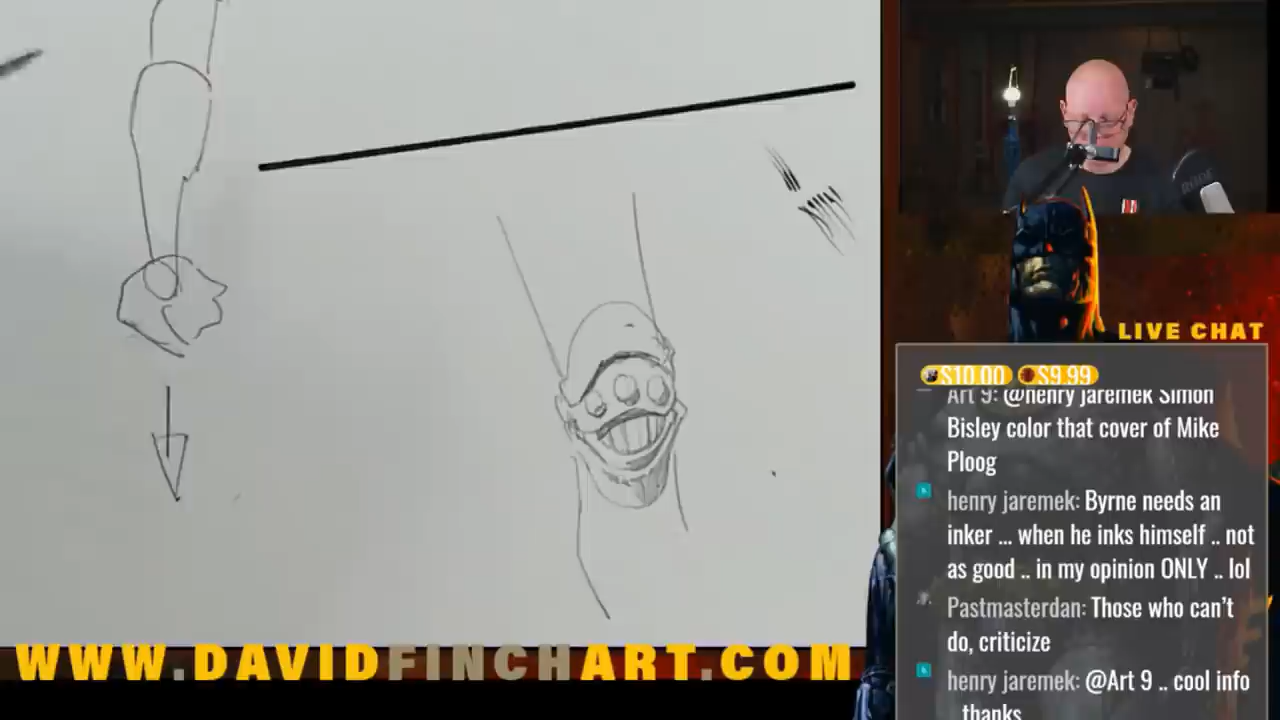 RODE
LIVE CHAT
$10.00 $9.99
Art 9: @henry jaremek Simon
Bisley color that cover of Mike
Ploog
henry jaremek: Byrne needs an
inker ... when he inks himself .. not
as good .. in my opinion ONLY .. lol
Pastmasterdan: Those who can't
do, criticize
henry jaremek: @Art 9 .. cool info
.. thanks
WWW.DAVIDFINCHART.COM